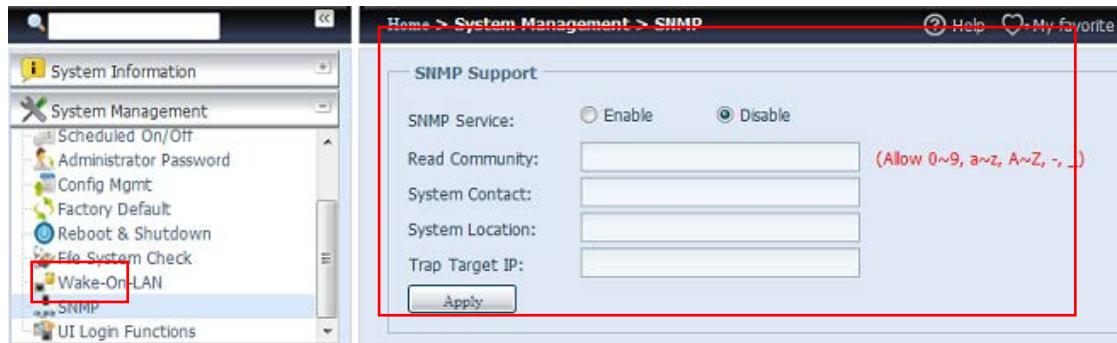 Home > System Management > SNMP
Help
My favorite
System Information
System Management
Scheduled On/Off
Administrator Password
Config Mgmt
Factory Default
Reboot & Shutdown
File System Check
Wake-On-LAN
SNMP
UI Login Functions
SNMP Support
SNMP Service: Enable Disable
Read Community: (Allow 0~9, a~z, A~Z, -, _)
System Contact:
System Location:
Trap Target IP:
Apply